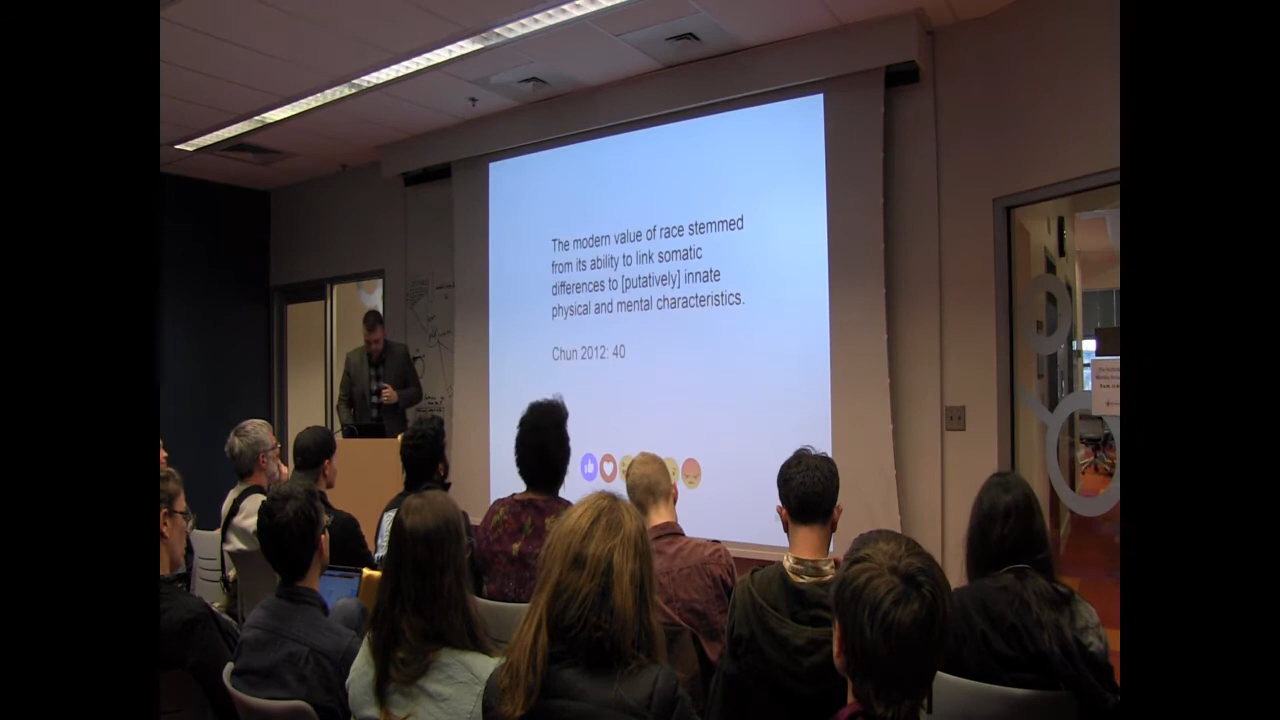 The modern value of race stemmed
from its ability to link somatic
differences to [putatively] innate
physical and mental characteristics.
Chun 2012: 40